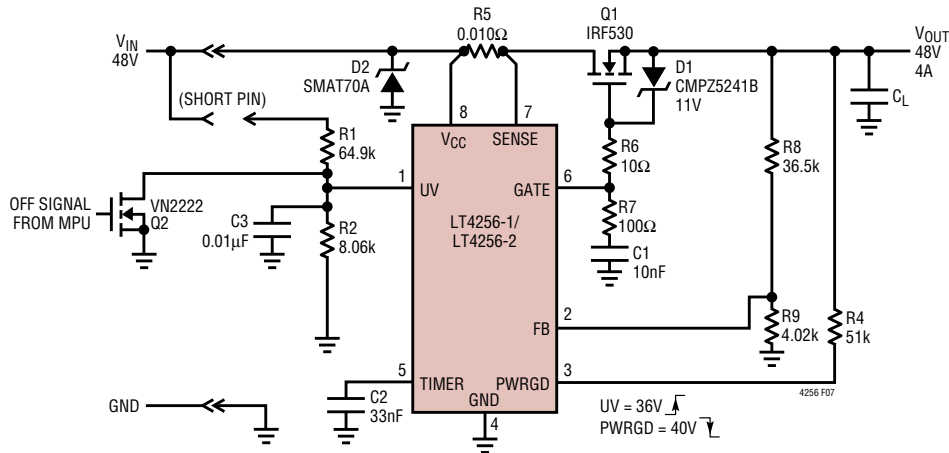 R5
0.010Ω
Q1
IRF530
VIN
48V
VOUT
48V
4A
D2
SMAT70A
D1
CMPZ5241B
11V
CL
(SHORT PIN)
8
7
VCC
SENSE
R1
64.9k
R6
10Ω
R8
36.5k
1
UV
GATE
6
OFF SIGNAL
FROM MPU
VN2222
Q2
R7
100Ω
LT4256-1/
LT4256-2
C3
0.01µF
R2
8.06k
C1
10nF
2
FB
R9
4.02k
R4
51k
5
TIMER
PWRGD
3
4256 F07
C2
33nF
GND
4
GND
UV = 36V
PWRGD = 40V